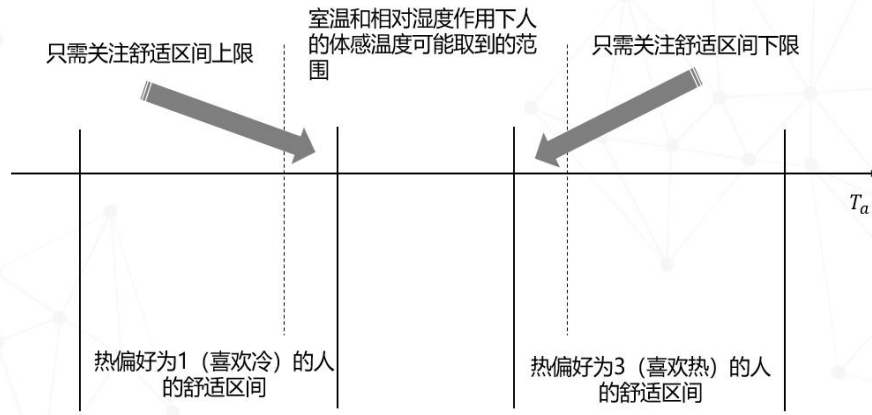 只需关注舒适区间上限
室温和相对湿度作用下人
的体感温度可能取到的范
围
只需关注舒适区间下限
T_a
热偏好为1（喜欢冷）的人
的舒适区间
热偏好为3（喜欢热）的人
的舒适区间